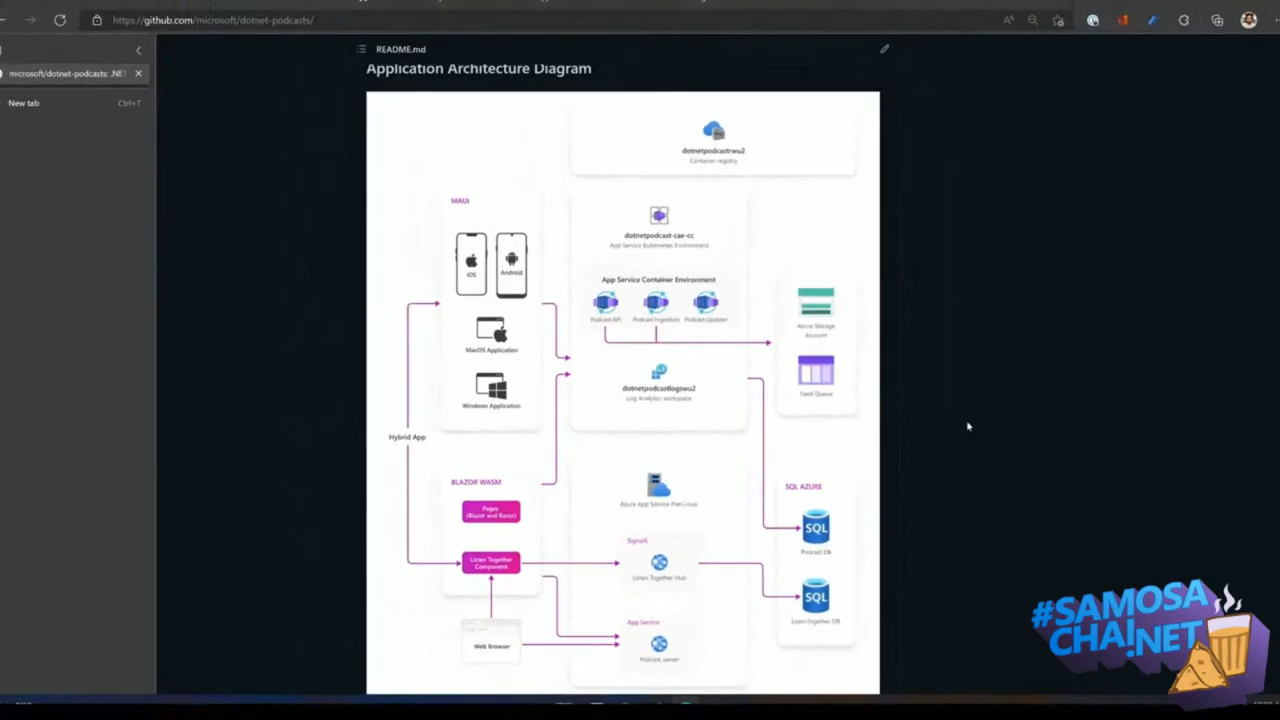 https://github.com/microsoft/dotnet-podcasts/
microsoft/dotnet-podcasts: .NET
New tab
Ctrl+T
README.md
Application Architecture Diagram
dotnetpodcastrwu2
Container registry
MAUI
iOS
Android
MacOS Application
Windows Application
dotnetpodcast-cae-cc
App Service Kubernetes Environment
App Service Container Environment
Podcast API
Podcast Ingestion
Podcast Updater
dotnetpodcastlogswu2
Log Analytics workspace
Azure Storage
Account
Feed Queue
Hybrid App
BLAZOR WASM
Pages
(Blazor and Razor)
Listen Together
Component
Web Browser
Azure App Service Plan Linux
SignalR
Listen Together Hub
App Service
Podcast_server
SQL AZURE
SQL
Podcast DB
SQL
ListenTogether DB
#SAMOSA
CHAI.NET